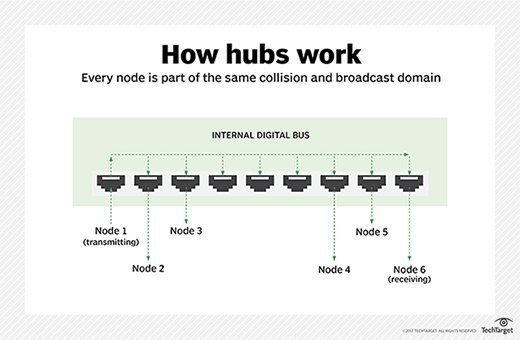 How hubs work
Every node is part of the same collision and broadcast domain
INTERNAL DIGITAL BUS
Node 1
(transmitting)
Node 2
Node 3
Node 4
Node 5
Node 6
(receiving)
©2017 TECHTARGET. ALL RIGHTS RESERVED
TechTarget